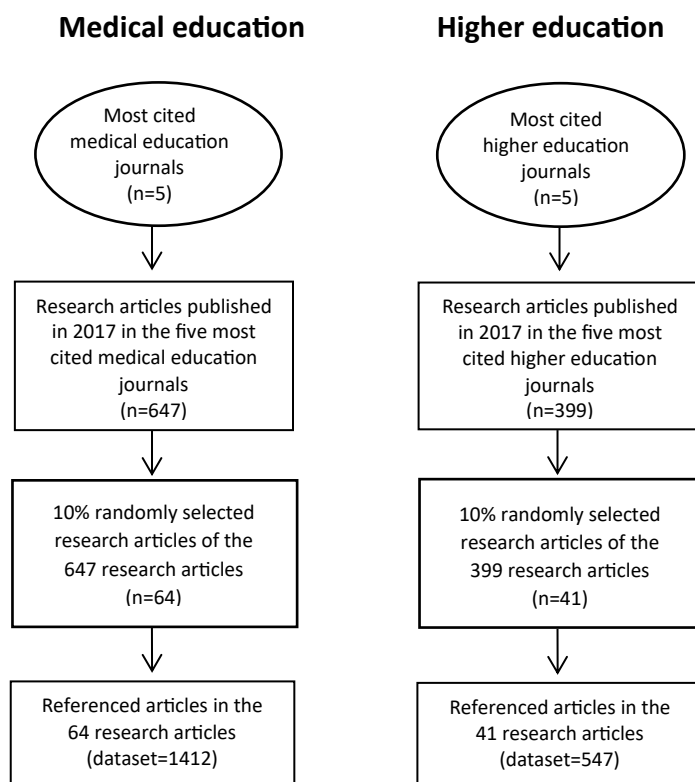 Medical education
Most cited
medical education
journals
(n=5)
Research articles published
in 2017 in the five most
cited medical education
journals
(n=647)
10% randomly selected
research articles of the
647 research articles
(n=64)
Referenced articles in the
64 research articles
(dataset=1412)
Higher education
Most cited
higher education
journals
(n=5)
Research articles published
in 2017 in the five most
cited higher education
journals
(n=399)
10% randomly selected
research articles of the
399 research articles
(n=41)
Referenced articles in the
41 research articles
(dataset=547)